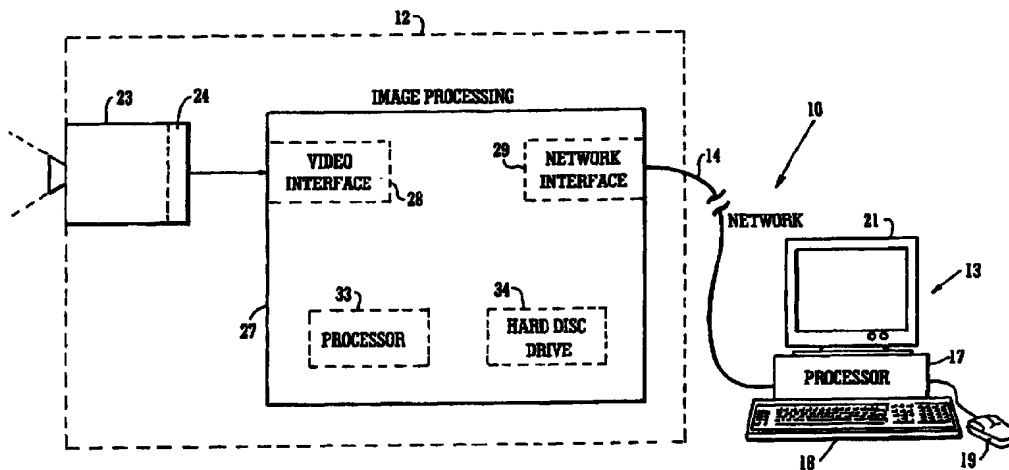 12
23
24
IMAGE PROCESSING
10
VIDEO
INTERFACE
28
29
NETWORK
INTERFACE
14
NETWORK
21
13
33
PROCESSOR
34
HARD DISC
DRIVE
27
17
PROCESSOR
18
19